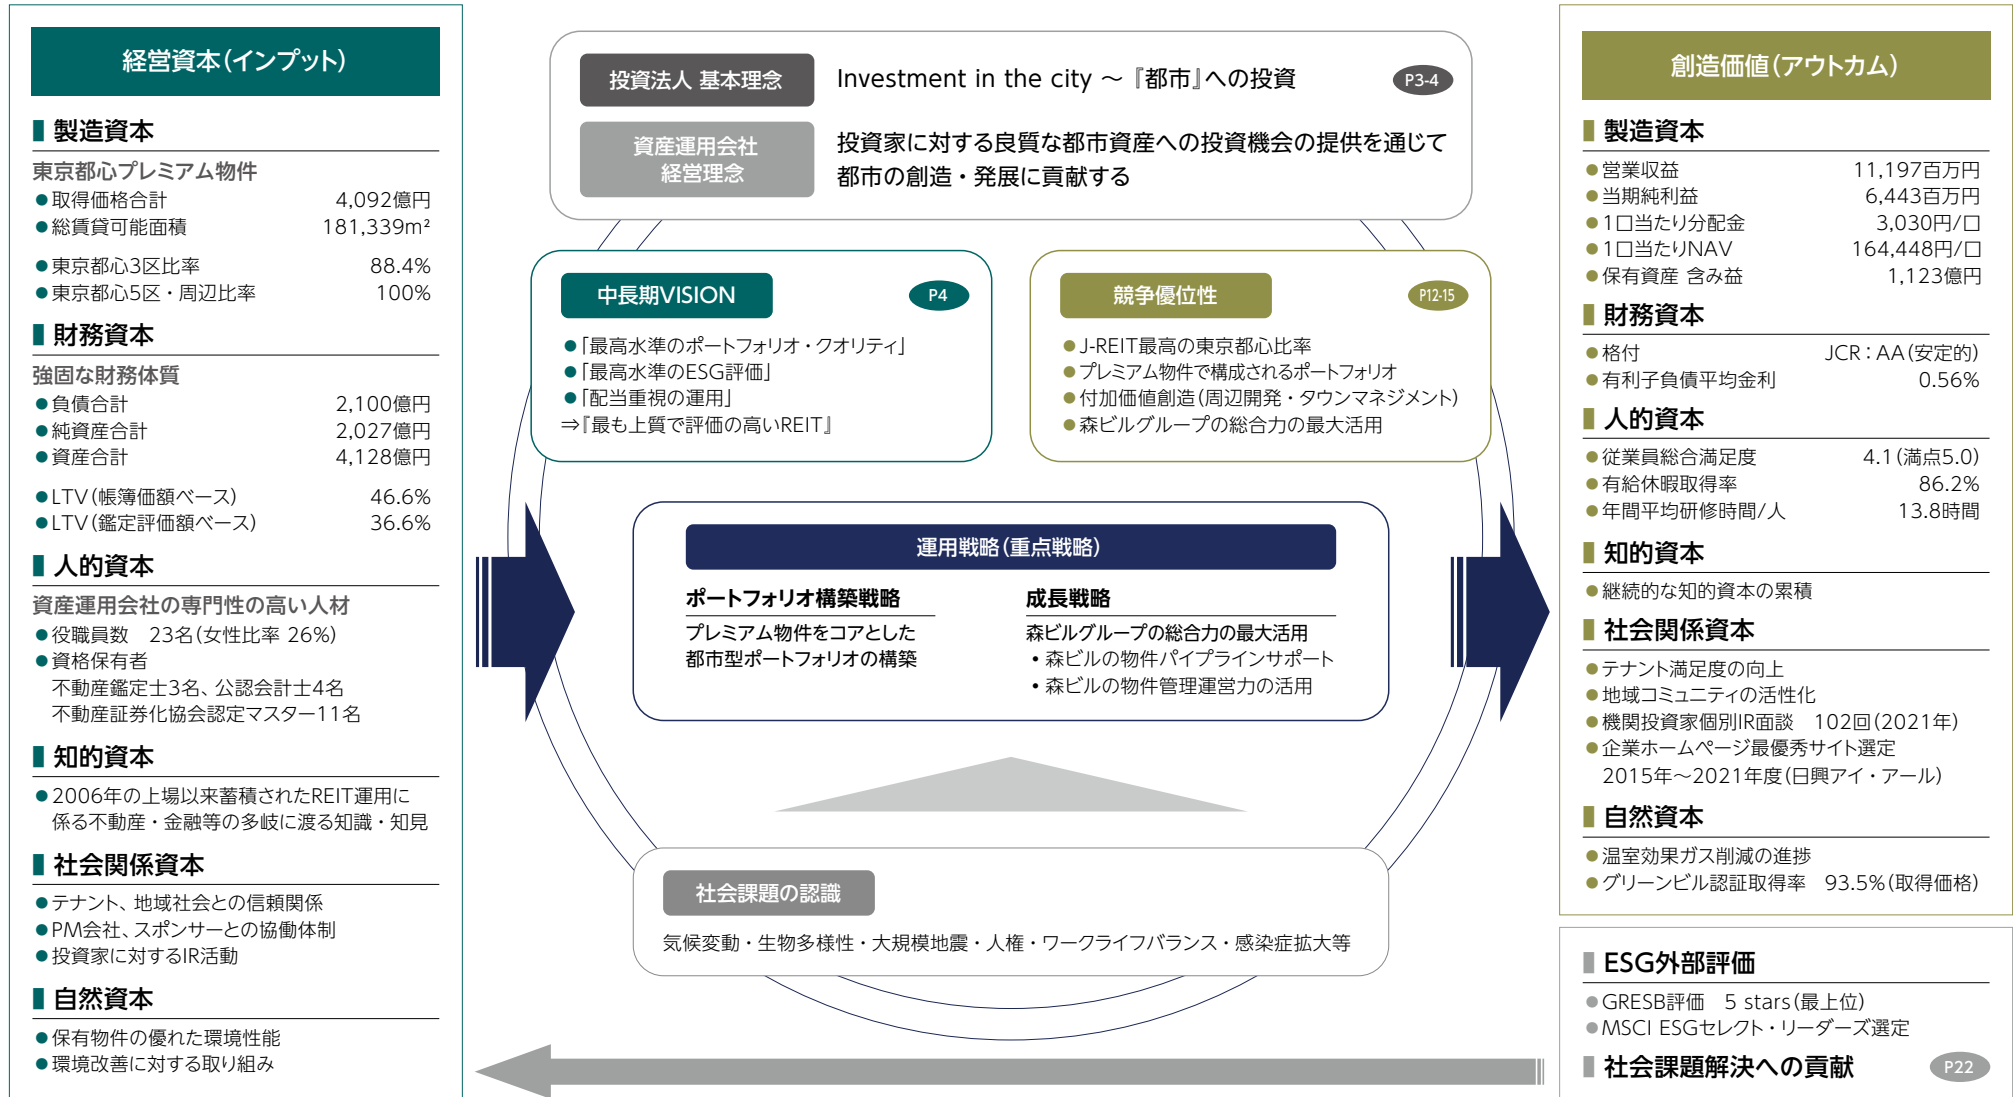 経営資本（インプット）
製造資本
東京都心プレミアム物件
●取得価格合計 4,092億円
●総賃貸可能面積 181,339m²
●東京都心3区比率 88.4%
●東京都心5区・周辺比率 100%
財務資本
強固な財務体質
●負債合計 2,100億円
●純資産合計 2,027億円
●資産合計 4,128億円
●LTV（帳簿価額ベース） 46.6%
●LTV（鑑定評価額ベース） 36.6%
人的資本
資産運用会社の専門性の高い人材
●役職員数　23名（女性比率 26%）
●資格保有者
不動産鑑定士3名、公認会計士4名
不動産証券化協会認定マスター11名
知的資本
●2006年の上場以来蓄積されたREIT運用に
係る不動産・金融等の多岐に渡る知識・知見
社会関係資本
●テナント、地域社会との信頼関係
●PM会社、スポンサーとの協働体制
●投資家に対するIR活動
自然資本
●保有物件の優れた環境性能
●環境改善に対する取り組み
投資法人 基本理念 Investment in the city ～『都市』への投資 P3-4
資産運用会社
経営理念
投資家に対する良質な都市資産への投資機会の提供を通じて
都市の創造・発展に貢献する
中長期VISION P4
●「最高水準のポートフォリオ・クオリティ」
●「最高水準のESG評価」
●「配当重視の運用」
⇒『最も上質で評価の高いREIT』
競争優位性 P12-15
●J-REIT最高の東京都心比率
●プレミアム物件で構成されるポートフォリオ
●付加価値創造（周辺開発・タウンマネジメント）
●森ビルグループの総合力の最大活用
運用戦略（重点戦略）
ポートフォリオ構築戦略
プレミアム物件をコアとした
都市型ポートフォリオの構築
成長戦略
森ビルグループの総合力の最大活用
・森ビルの物件パイプラインサポート
・森ビルの物件管理運営力の活用
社会課題の認識
気候変動・生物多様性・大規模地震・人権・ワークライフバランス・感染症拡大等
創造価値（アウトカム）
製造資本
●営業収益 11,197百万円
●当期純利益 6,443百万円
●1口当たり分配金 3,030円/口
●1口当たりNAV 164,448円/口
●保有資産 含み益 1,123億円
財務資本
●格付 JCR：AA（安定的）
●有利子負債平均金利 0.56%
人的資本
●従業員総合満足度 4.1（満点5.0）
●有給休暇取得率 86.2%
●年間平均研修時間/人 13.8時間
知的資本
●継続的な知的資本の累積
社会関係資本
●テナント満足度の向上
●地域コミュニティの活性化
●機関投資家個別IR面談　102回（2021年）
●企業ホームページ最優秀サイト選定
2015年～2021年度（日興アイ・アール）
自然資本
●温室効果ガス削減の進捗
●グリーンビル認証取得率　93.5%（取得価格）
ESG外部評価
●GRESB評価　5 stars（最上位）
●MSCI ESGセレクト・リーダーズ選定
社会課題解決への貢献 P22